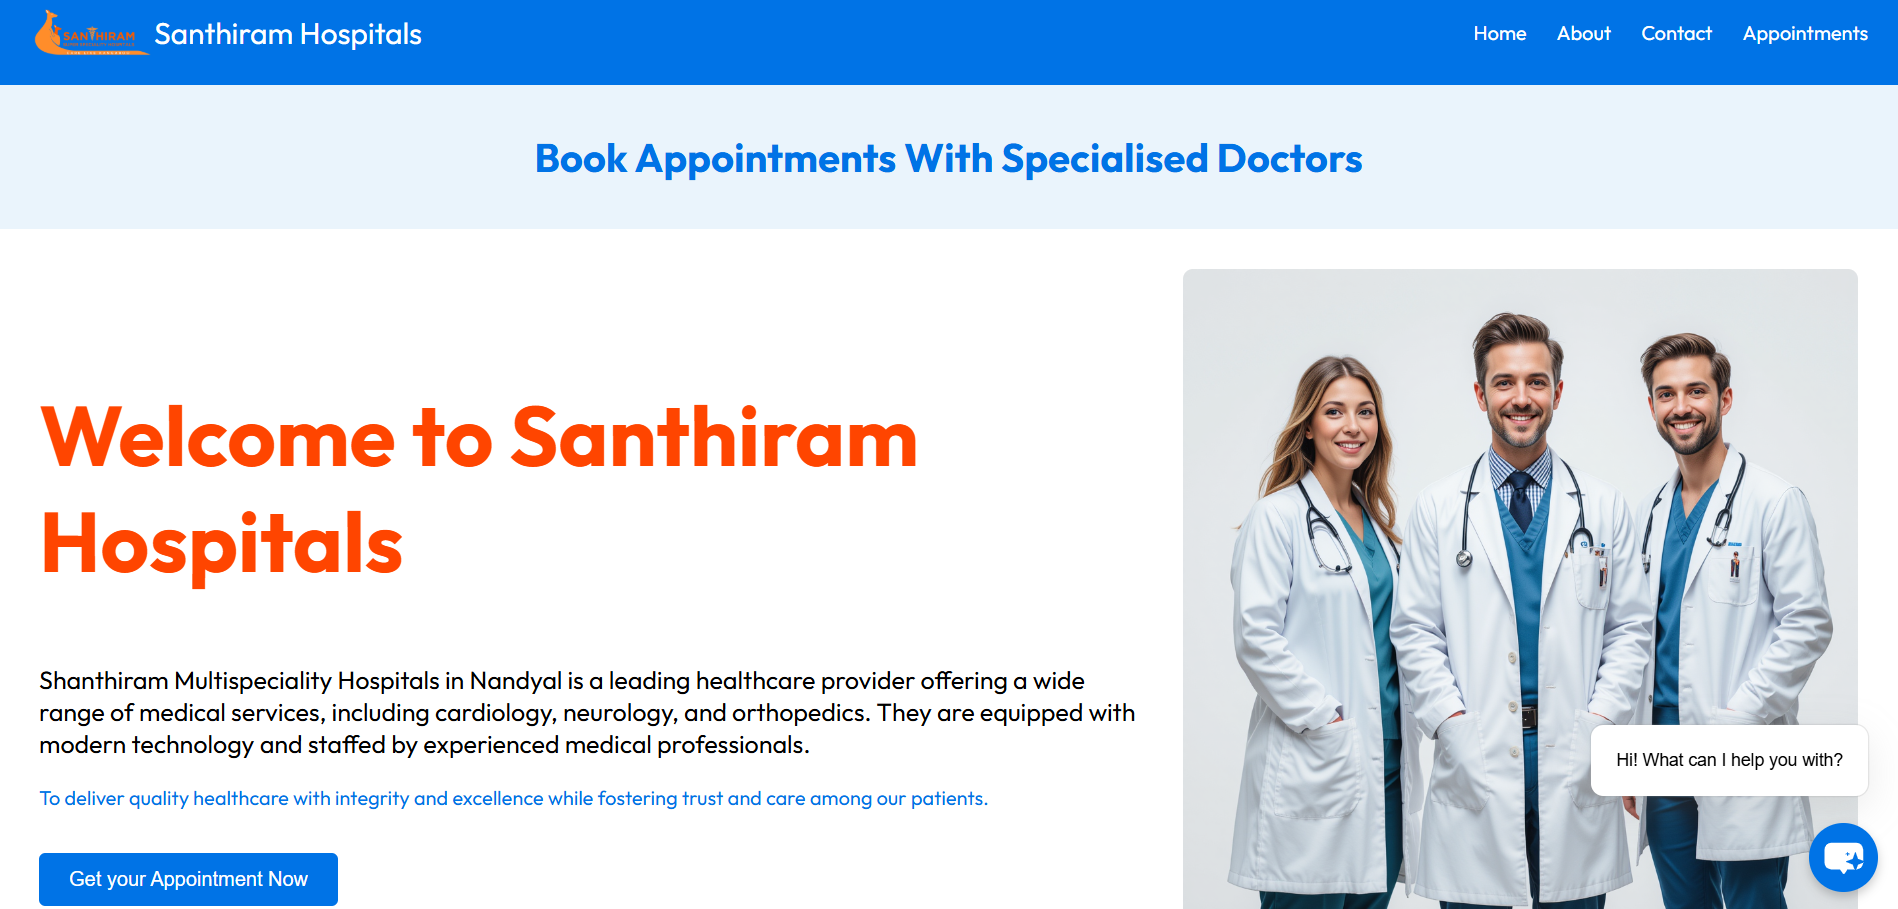 SANTHIRAM
Santhiram Hospitals
Home
About
Contact
Appointments
Book Appointments With Specialised Doctors
Welcome to Santhiram
Hospitals
Shanthiram Multispeciality Hospitals in Nandyal is a leading healthcare provider offering a wide
range of medical services, including cardiology, neurology, and orthopedics. They are equipped with
modern technology and staffed by experienced medical professionals.
To deliver quality healthcare with integrity and excellence while fostering trust and care among our patients.
Get your Appointment Now
Hi! What can I help you with?